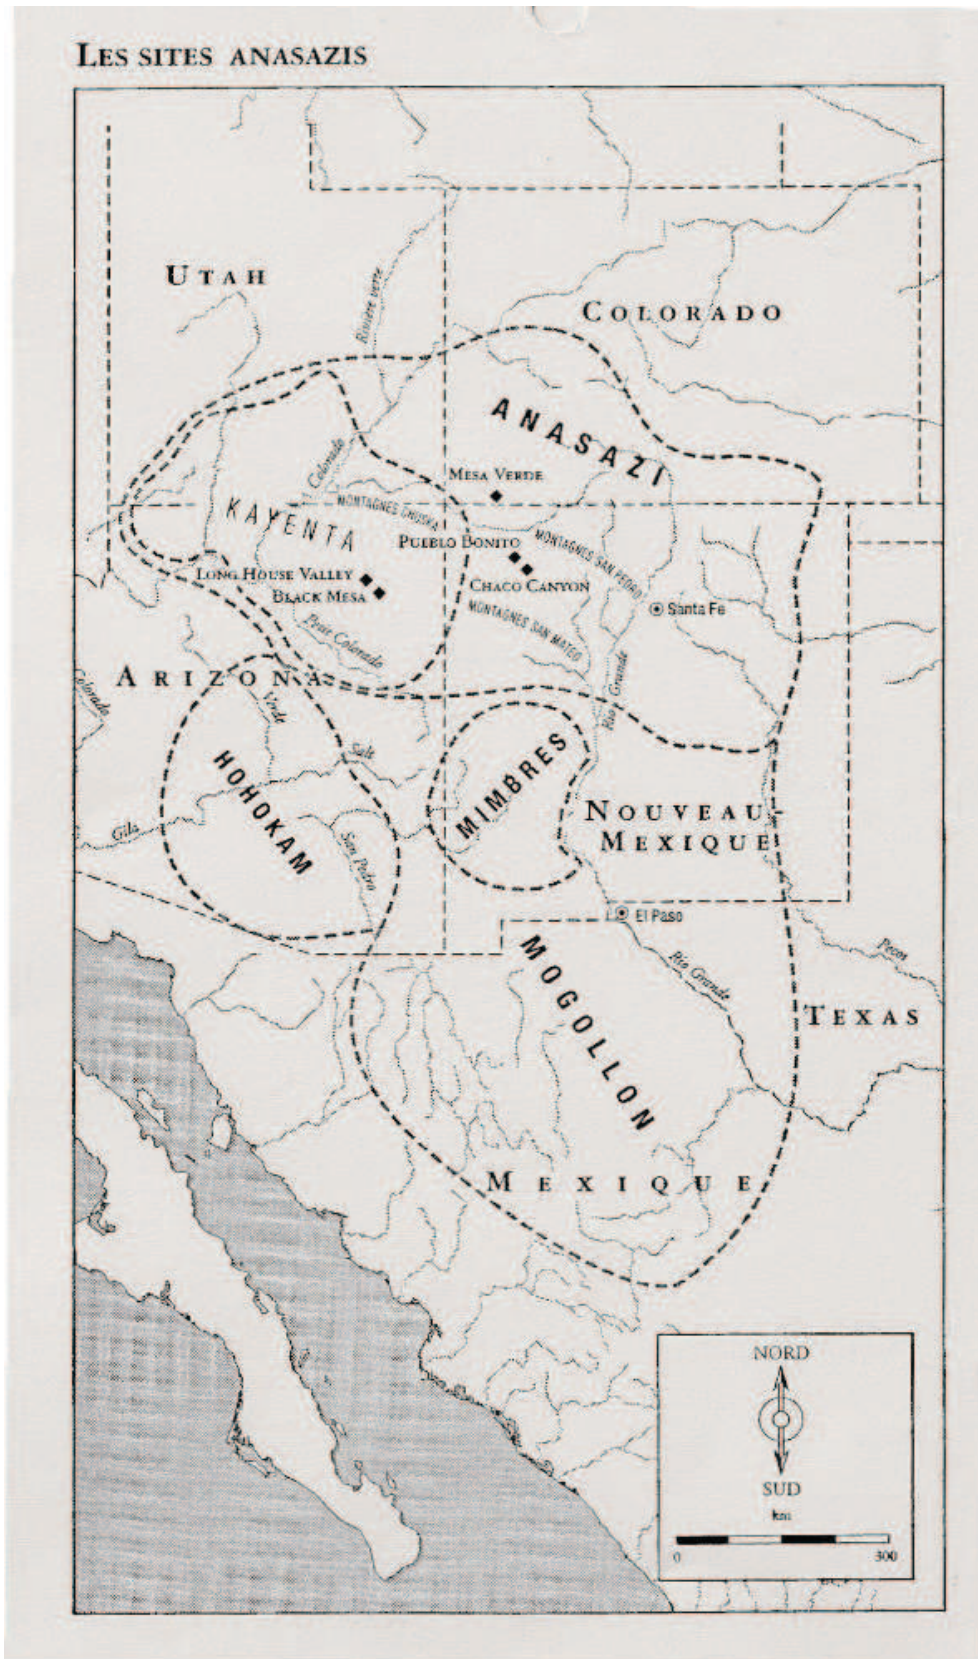 LES SITES ANASAZIS
UTAH
COLORADO
Rivière verte
ANASAZI
Colorado
MESA VERDE
MONTAGNES CHUSKA
KAYENTA
PUEBLO BONITO
MONTAGNES SAN PEDRO
LONG HOUSE VALLEY
CHACO CANYON
BLACK MESA
MONTAGNES SAN MATEO
Santa Fe
Petit Colorado
ARIZONA
Colorado
Verde
Rio Grande
Salt
HOHOKAM
MIMBRES
NOUVEAU
MEXIQUE
Gila
San Pedro
El Paso
MOGOLLON
Rio Grande
Pecos
TEXAS
MEXIQUE
NORD
SUD
km
0 300